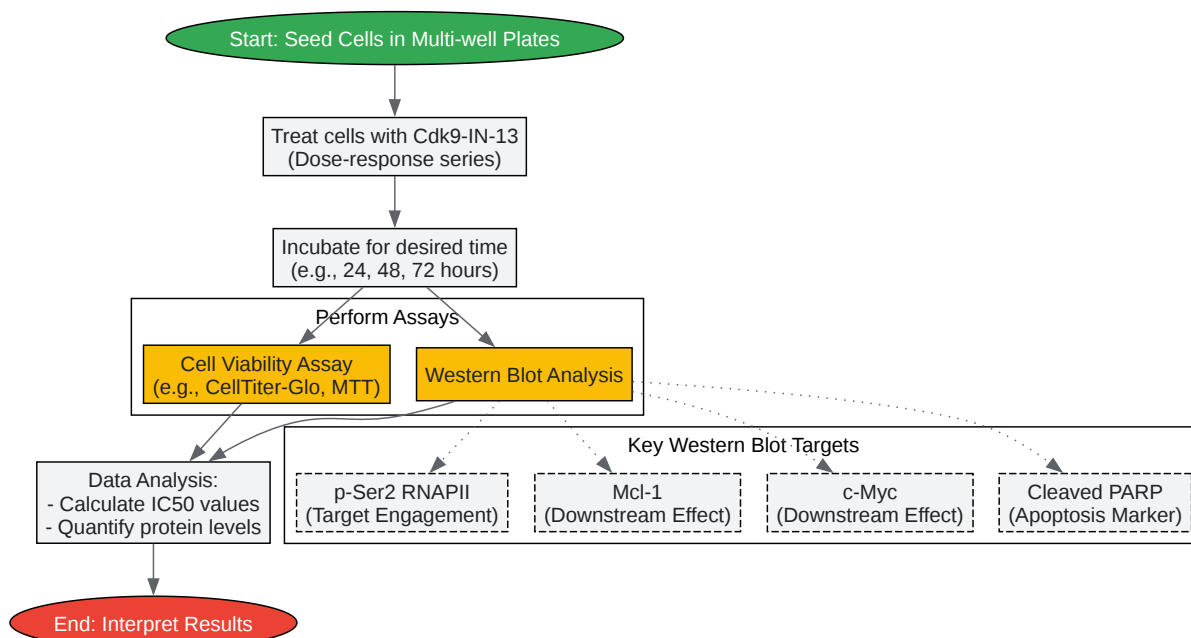 Start: Seed Cells in Multi-well Plates
Treat cells with Cdk9-IN-13
(Dose-response series)
Incubate for desired time
(e.g., 24, 48, 72 hours)
Perform Assays
Cell Viability Assay
(e.g., CellTiter-Glo, MTT)
Western Blot Analysis
Key Western Blot Targets
Data Analysis:
- Calculate IC50 values
- Quantify protein levels
p-Ser2 RNAPII
(Target Engagement)
Mcl-1
(Downstream Effect)
c-Myc
(Downstream Effect)
Cleaved PARP
(Apoptosis Marker)
End: Interpret Results